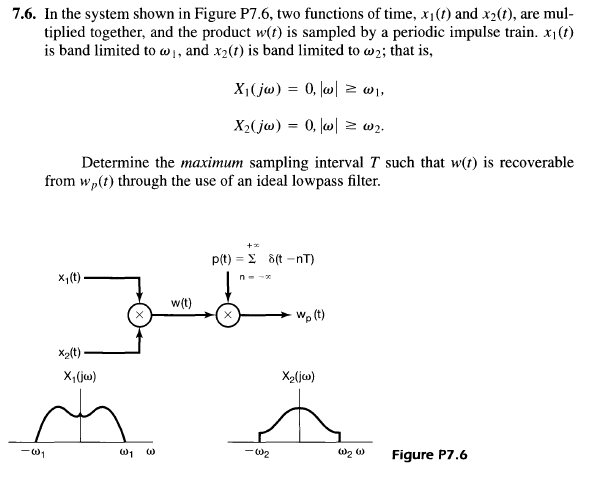 7.6. In the system shown in Figure P7.6, two functions of time, x₁(t) and x₂(t), are mul-
tiplied together, and the product w(t) is sampled by a periodic impulse train. x₁(t)
is band limited to ω₁, and x₂(t) is band limited to ω₂; that is,
X₁(jω) = 0, |ω| ≥ ω₁,
X₂(jω) = 0, |ω| ≥ ω₂.
Determine the maximum sampling interval T such that w(t) is recoverable
from wₚ(t) through the use of an ideal lowpass filter.
+∞
p(t) = Σ δ(t −nT)
n = −∞
x₁(t)
w(t)
× ×
wₚ (t)
x₂(t)
X₁(jω) X₂(jω)
−ω₁ ω₁ ω −ω₂ ω₂ ω
Figure P7.6